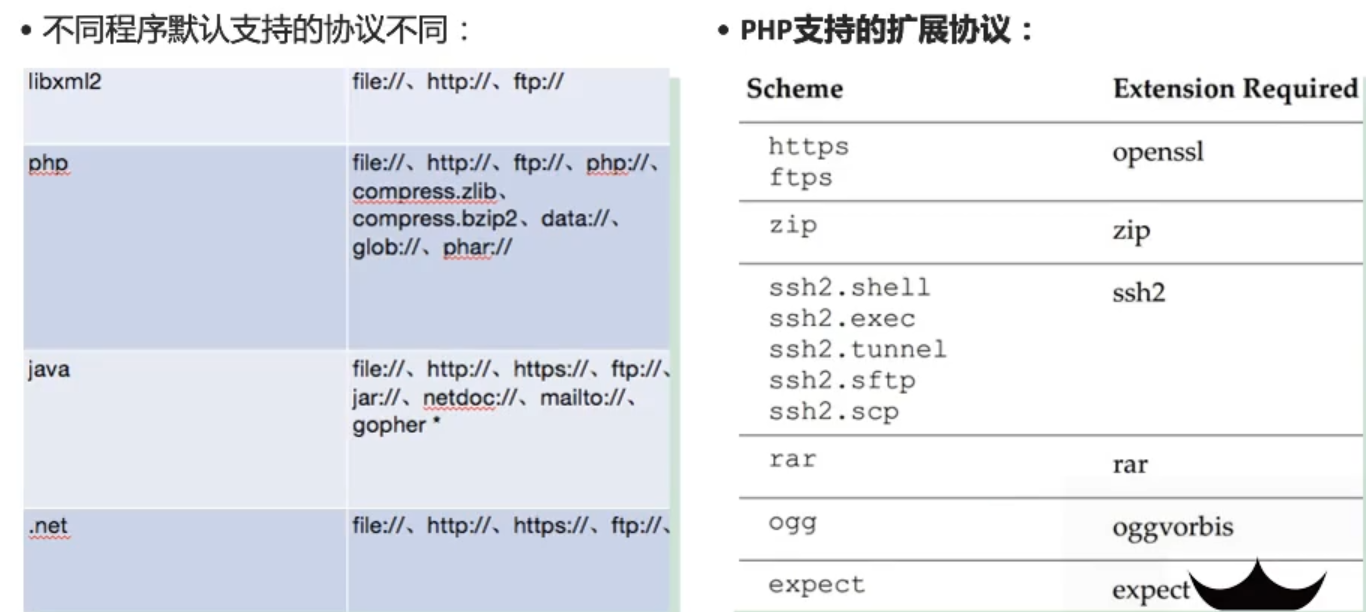 • 不同程序默认支持的协议不同：
libxml2
file://、http://、ftp://
php
file://、http://、ftp://、php://、
compress.zlib、
compress.bzip2、data://、
glob://、phar://
java
file://、http://、https://、ftp://、
jar://、netdoc://、mailto://、
gopher *
.net
file://、http://、https://、ftp://、
• PHP支持的扩展协议：
Scheme
Extension Required
https
ftps
openssl
zip
zip
ssh2.shell
ssh2.exec
ssh2.tunnel
ssh2.sftp
ssh2.scp
ssh2
rar
rar
ogg
oggvorbis
expect
expect